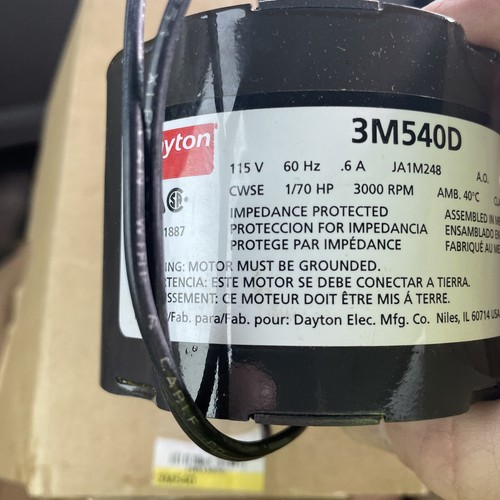 3M540D
yton
115 V 60 Hz .6 A JA1M248 A.O.
CWSE 1/70 HP 3000 RPM AMB. 40°C
IMPEDANCE PROTECTED ASSEMBLED IN
PROTECCION FOR IMPEDANCIA ENSAMBLADO EN
PROTEGE PAR IMPÉDANCE FABRIQUÉ AU
1887
ING: MOTOR MUST BE GROUNDED.
RTENCIA: ESTE MOTOR SE DEBE CONECTAR A TIERRA.
ISSEMENT: CE MOTEUR DOIT ÊTRE MIS Á TERRE.
/Fab. para/Fab. pour: Dayton Elec. Mfg. Co. Niles, IL 60714 USA